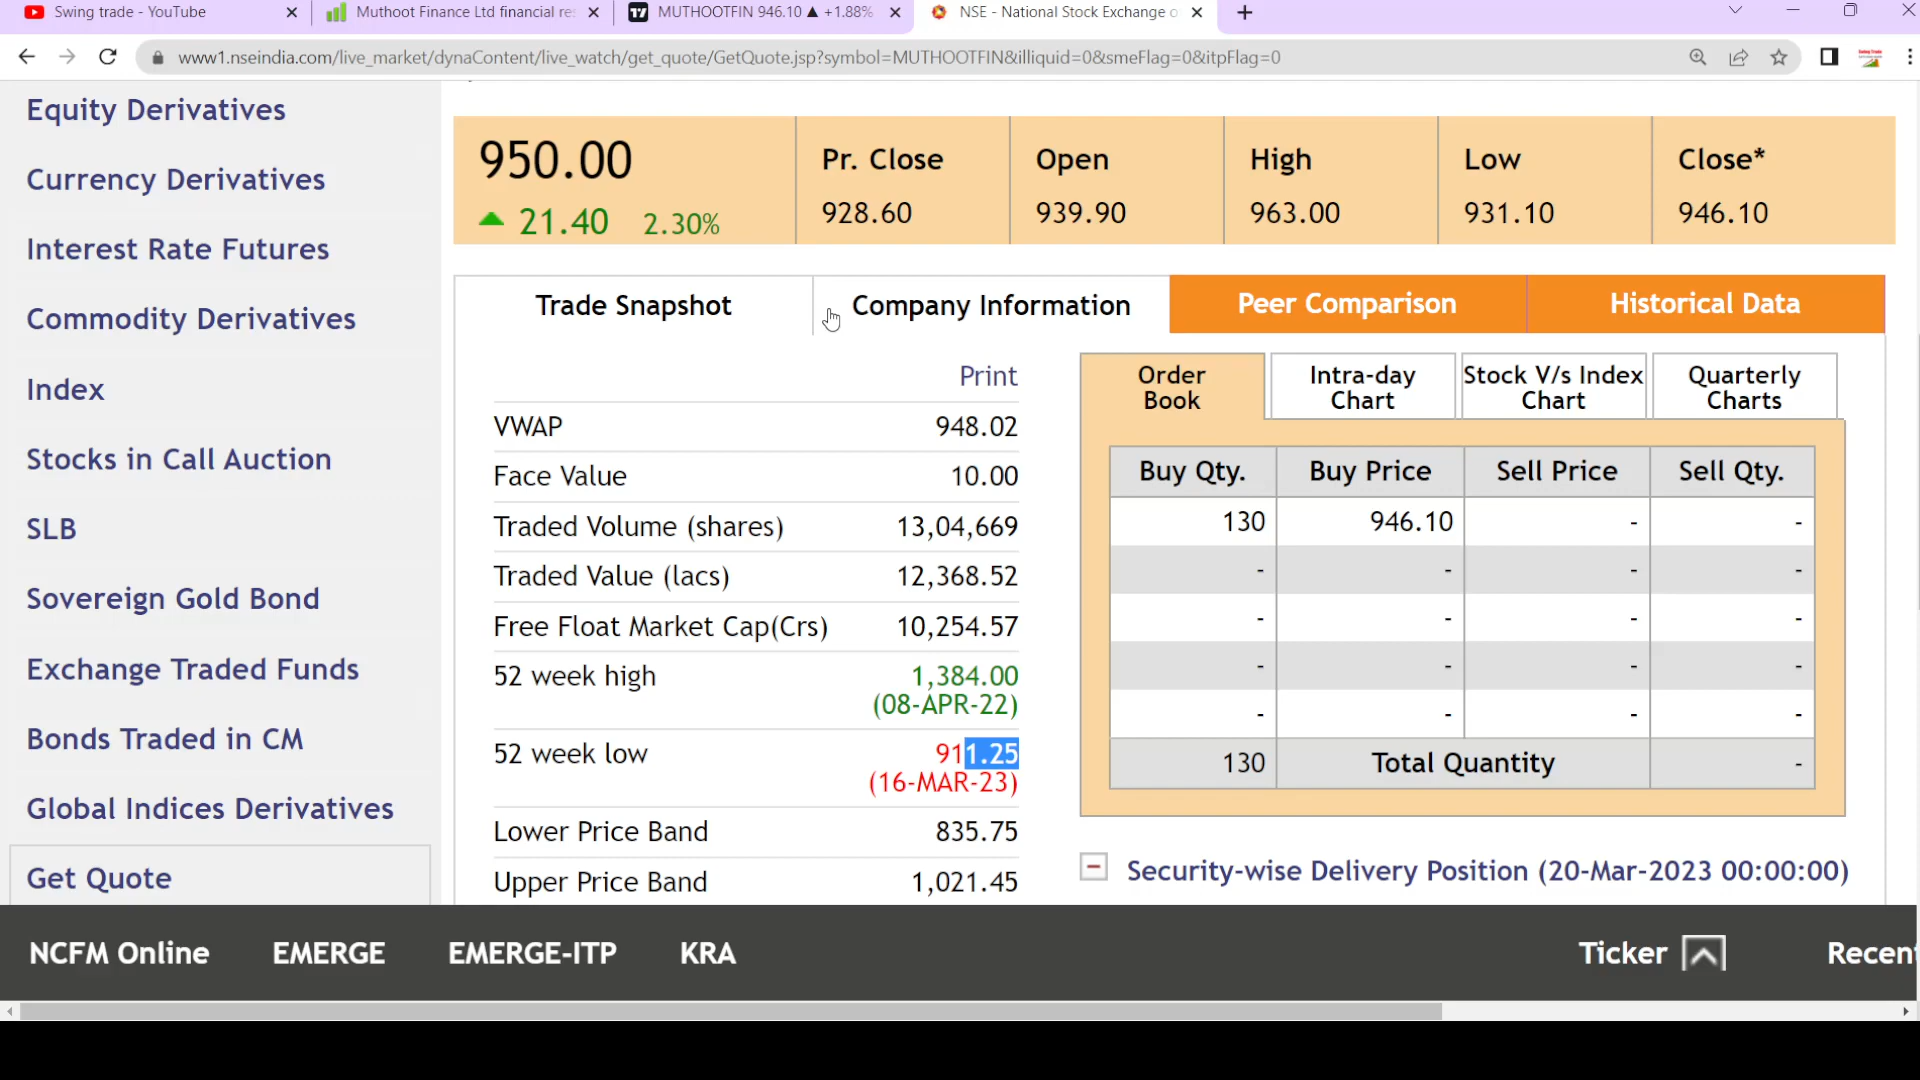 Swing trade - YouTube
Muthoot Finance Ltd financial res
MUTHOOTFIN 946.10 ▲ +1.88%
NSE - National Stock Exchange o
www1.nseindia.com/live_market/dynaContent/live_watch/get_quote/GetQuote.jsp?symbol=MUTHOOTFIN&illiquid=0&smeFlag=0&itpFlag=0
Equity Derivatives
Currency Derivatives
Interest Rate Futures
Commodity Derivatives
Index
Stocks in Call Auction
SLB
Sovereign Gold Bond
Exchange Traded Funds
Bonds Traded in CM
Global Indices Derivatives
Get Quote
950.00
▲ 21.40 2.30%
Pr. Close
928.60
Open
939.90
High
963.00
Low
931.10
Close*
946.10
Trade Snapshot
Company Information
Peer Comparison
Historical Data
Print
VWAP 948.02
Face Value 10.00
Traded Volume (shares) 13,04,669
Traded Value (lacs) 12,368.52
Free Float Market Cap(Crs) 10,254.57
52 week high 1,384.00
(08-APR-22)
52 week low 911.25
(16-MAR-23)
Lower Price Band 835.75
Upper Price Band 1,021.45
Order
Book
Intra-day
Chart
Stock V/s Index
Chart
Quarterly
Charts
Buy Qty. Buy Price Sell Price Sell Qty.
130 946.10 - -
- - - -
- - - -
- - - -
- - - -
130 Total Quantity -
Security-wise Delivery Position (20-Mar-2023 00:00:00)
NCFM Online EMERGE EMERGE-ITP KRA Ticker Recen